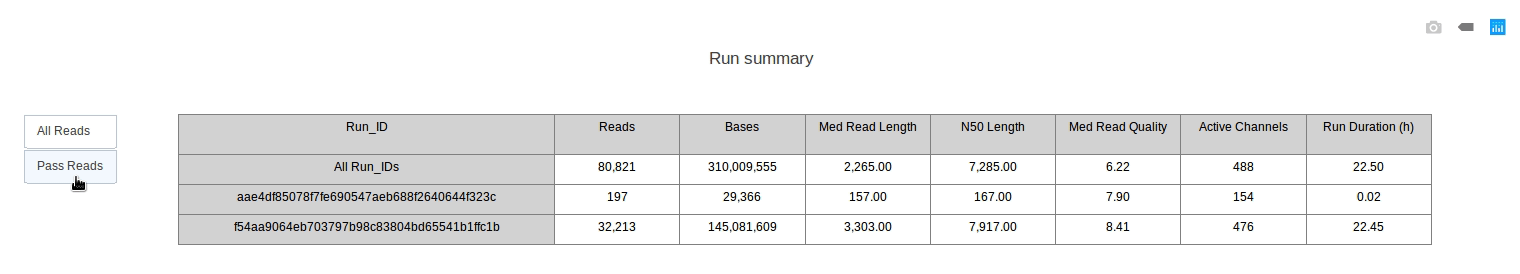 Run summary
All Reads
Pass Reads
Run_ID Reads Bases Med Read Length N50 Length Med Read Quality Active Channels Run Duration (h)
All Run_IDs 80,821 310,009,555 2,265.00 7,285.00 6.22 488 22.50
aae4df85078f7fe690547aeb688f2640644f323c 197 29,366 157.00 167.00 7.90 154 0.02
f54aa9064eb703797b98c83804bd65541b1ffc1b 32,213 145,081,609 3,303.00 7,917.00 8.41 476 22.45